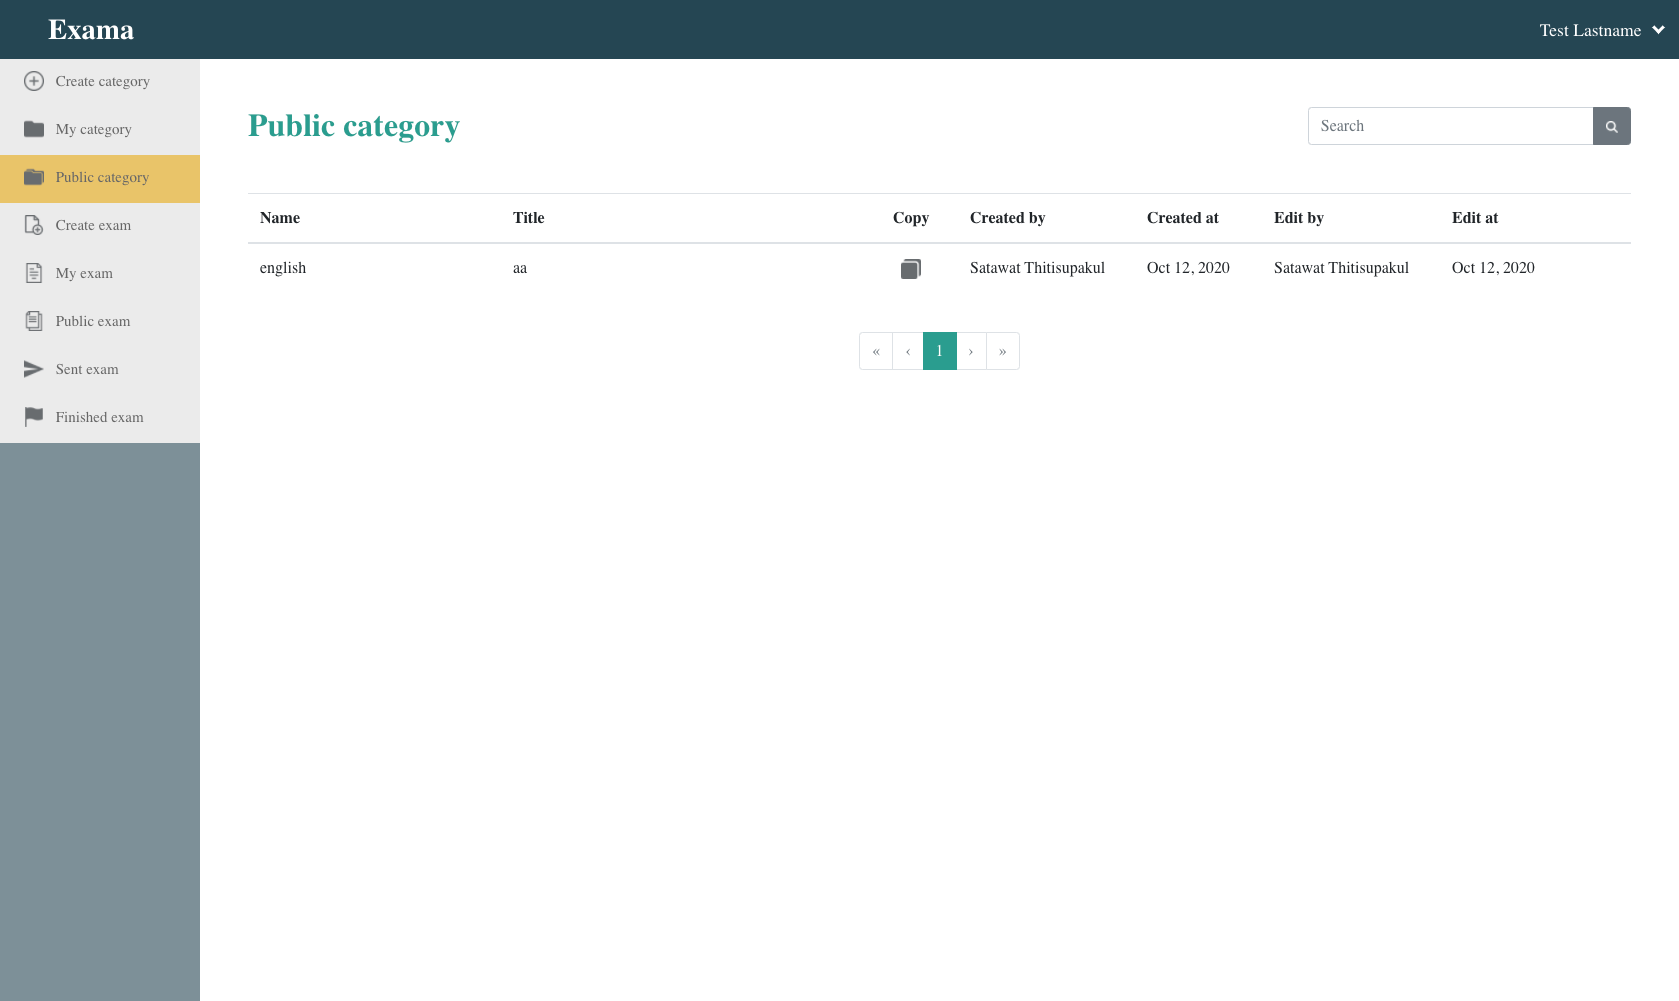 Exama
Test Lastname
Create category
My category
Public category
Create exam
My exam
Public exam
Sent exam
Finished exam
Public category
Search
Name Title Copy Created by Created at Edit by Edit at
english aa Satawat Thitisupakul Oct 12, 2020 Satawat Thitisupakul Oct 12, 2020
« ‹ 1 › »